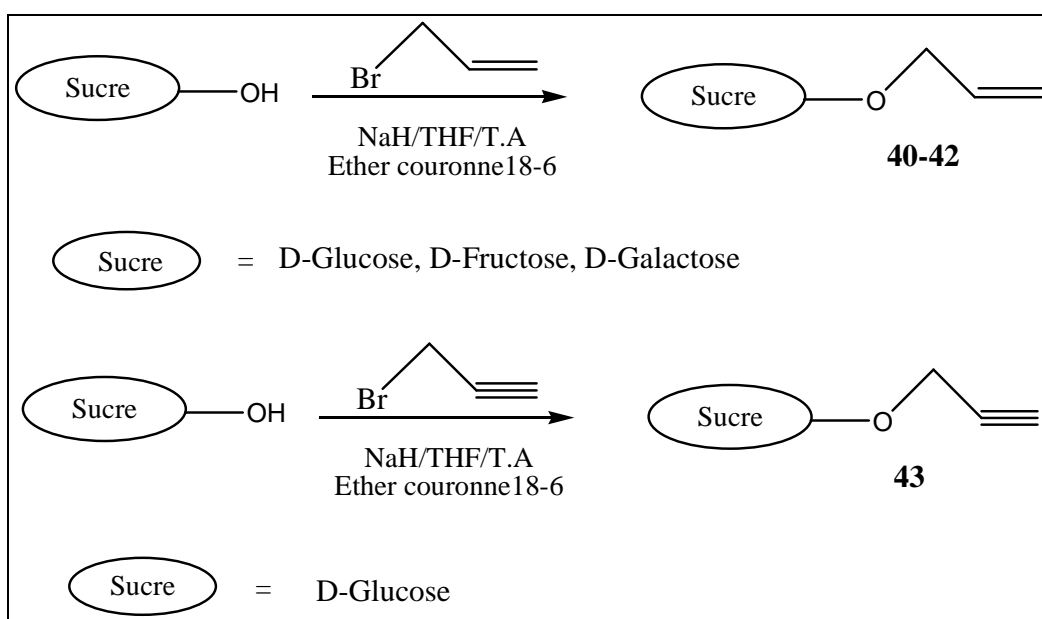 Sucre OH
Br
NaH/THF/T.A
Ether couronne18-6
Sucre O
40-42
Sucre = D-Glucose, D-Fructose, D-Galactose
Sucre OH
Br
NaH/THF/T.A
Ether couronne18-6
Sucre O
43
Sucre = D-Glucose